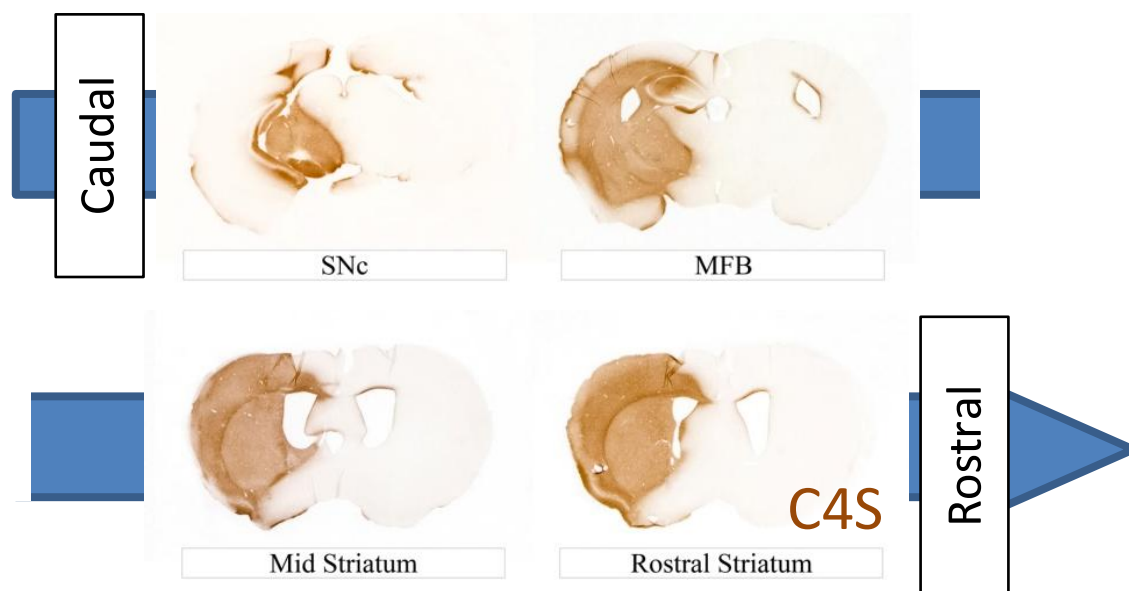 Caudal
SNc
MFB
Mid Striatum
Rostral Striatum
C4S
Rostral